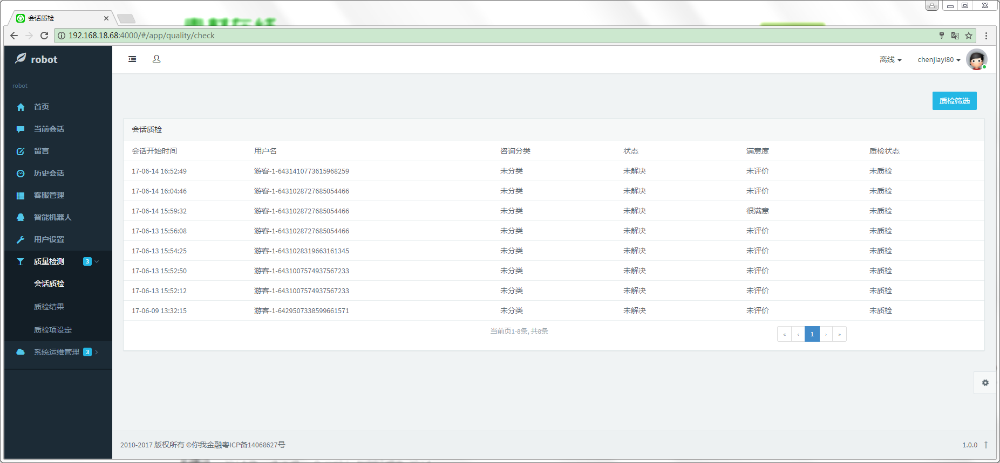 会话质检
192.168.18.68:4000/#/app/quality/check
robot
离线
chenjiayi80
robot
首页
当前会话
留言
历史会话
客服管理
智能机器人
用户设置
质量检测 3
会话质检
质检结果
质检项设定
系统运维管理 3
质检筛选
会话质检
会话开始时间 用户名 咨询分类 状态 满意度 质检状态
17-06-14 16:52:49 游客-1-6431410773615968259 未分类 未解决 未评价 未质检
17-06-14 16:04:46 游客-1-6431028727685054466 未分类 未解决 未评价 未质检
17-06-14 15:59:32 游客-1-6431028727685054466 未分类 未解决 很满意 未质检
17-06-13 15:56:08 游客-1-6431028727685054466 未分类 未解决 未评价 未质检
17-06-13 15:54:25 游客-1-6431028319663161345 未分类 未解决 未评价 未质检
17-06-13 15:52:50 游客-1-6431007574937567233 未分类 未解决 未评价 未质检
17-06-13 15:52:12 游客-1-6431007574937567233 未分类 未解决 未评价 未质检
17-06-09 13:32:15 游客-1-6429507338599661571 未分类 未解决 未评价 未质检
当前页1-8条, 共8条
« ‹ 1 › »
2010-2017 版权所有 ©你我金融粤ICP备14068627号
1.0.0